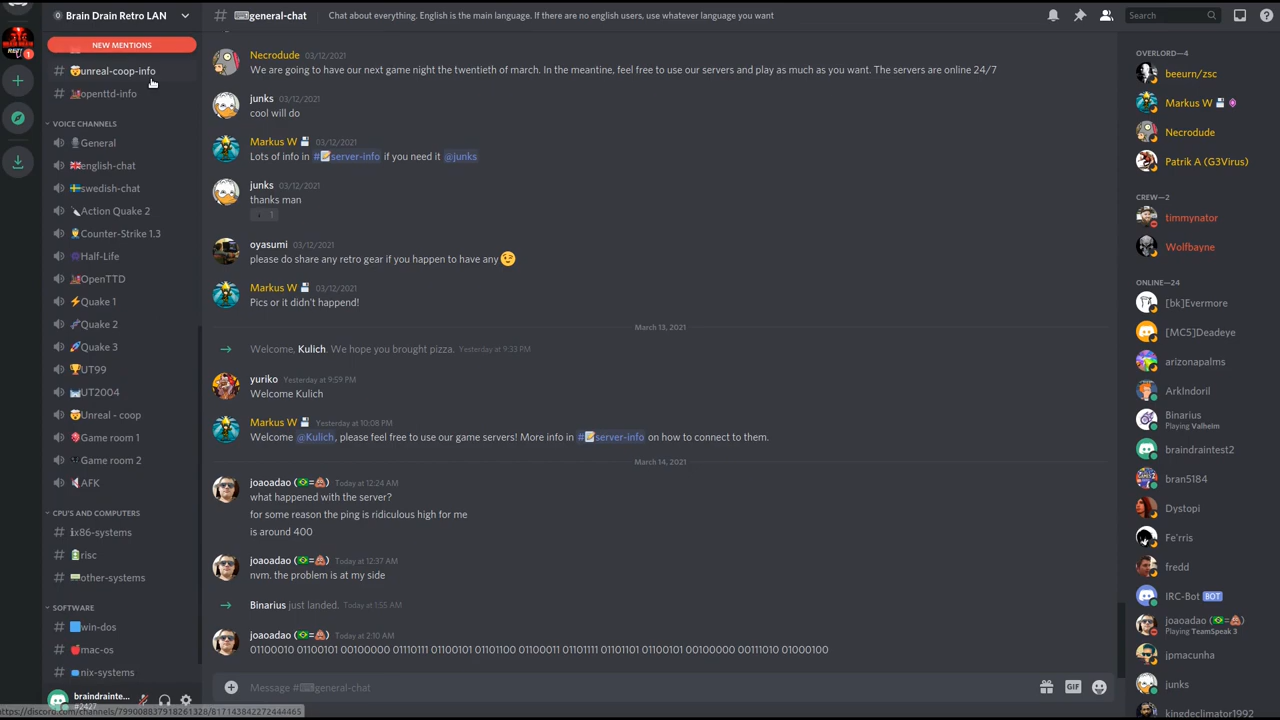 Brain Drain Retro LAN
NEW MENTIONS
unreal-coop-info
openttd-info
VOICE CHANNELS
General
english-chat
swedish-chat
Action Quake 2
Counter-Strike 1.3
Half-Life
OpenTTD
Quake 1
Quake 2
Quake 3
UT99
UT2004
Unreal - coop
Game room 1
Game room 2
AFK
CPU'S AND COMPUTERS
x86-systems
risc
other-systems
SOFTWARE
win-dos
mac-os
nix-systems
braindrainte...
#2427
https://discord.com/channels/799008837918261328/817143842272444465
general-chat
Chat about everything. English is the main language. If there are no english users, use whatever language you want
Search
Necrodude 03/12/2021
We are going to have our next game night the twentieth of march. In the meantime, feel free to use our servers and play as much as you want. The servers are online 24/7
junks 03/12/2021
cool will do
Markus W 03/12/2021
Lots of info in #server-info if you need it @junks
junks 03/12/2021
thanks man
1
oyasumi 03/12/2021
please do share any retro gear if you happen to have any
Markus W 03/12/2021
Pics or it didn't happend!
March 13, 2021
Welcome, Kulich. We hope you brought pizza. Yesterday at 9:33 PM
yuriko Yesterday at 9:59 PM
Welcome Kulich
Markus W Yesterday at 10:08 PM
Welcome @Kulich, please feel free to use our game servers! More info in #server-info on how to connect to them.
March 14, 2021
joaoadao (🇧🇷=💩) Today at 12:24 AM
what happened with the server?
for some reason the ping is ridiculous high for me
is around 400
joaoadao (🇧🇷=💩) Today at 12:37 AM
nvm. the problem is at my side
Binarius just landed. Today at 1:55 AM
joaoadao (🇧🇷=💩) Today at 2:10 AM
01100010 01100101 00100000 01110111 01100101 01101100 01100011 01101111 01101101 01100101 00100000 00111010 01000100
Message #general-chat
GIF
OVERLORD—4
beeurn/zsc
Markus W
Necrodude
Patrik A (G3Virus)
CREW—2
timmynator
Wolfbayne
ONLINE—24
[bk]Evermore
[MC5]Deadeye
arizonapalms
ArkIndoril
Binarius
Playing Valheim
braindraintest2
bran5184
Dystopi
Fe'rris
fredd
IRC-Bot BOT
joaoadao (🇧🇷=💩)
Playing TeamSpeak 3
jpmacunha
junks
kingdeclimator1992